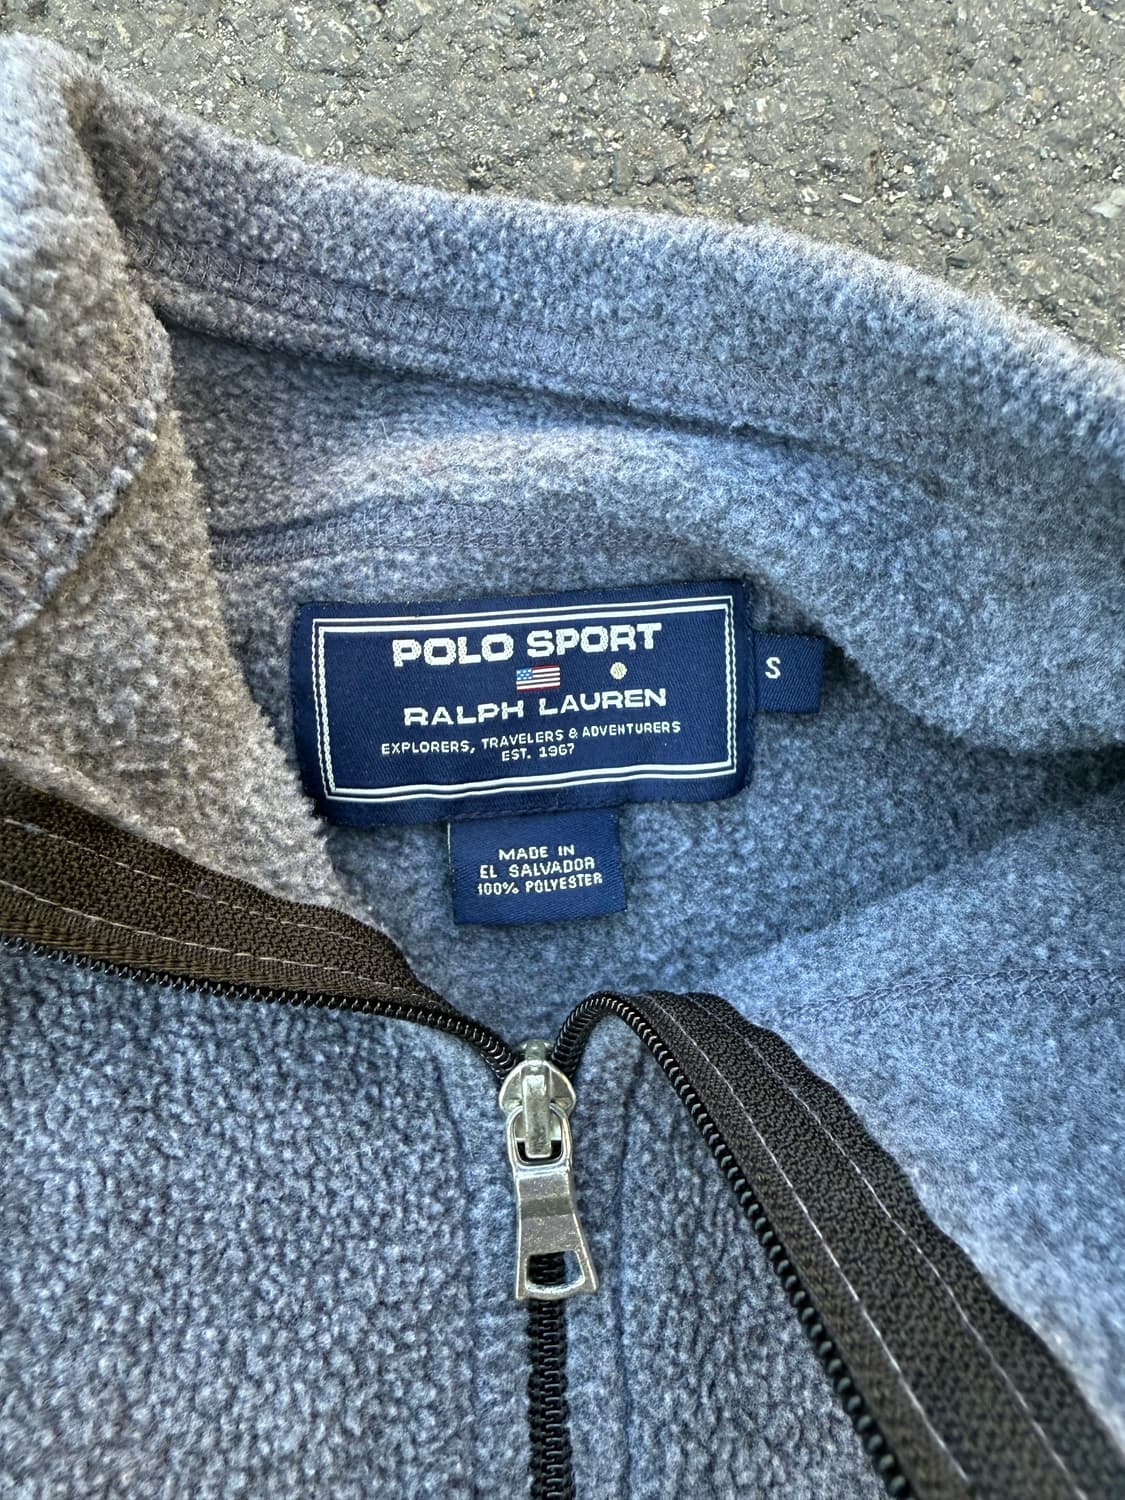 POLO SPORT
RALPH LAUREN
EXPLORERS, TRAVELERS & ADVENTURERS
EST. 1967
S
MADE IN
EL SALVADOR
100% POLYESTER